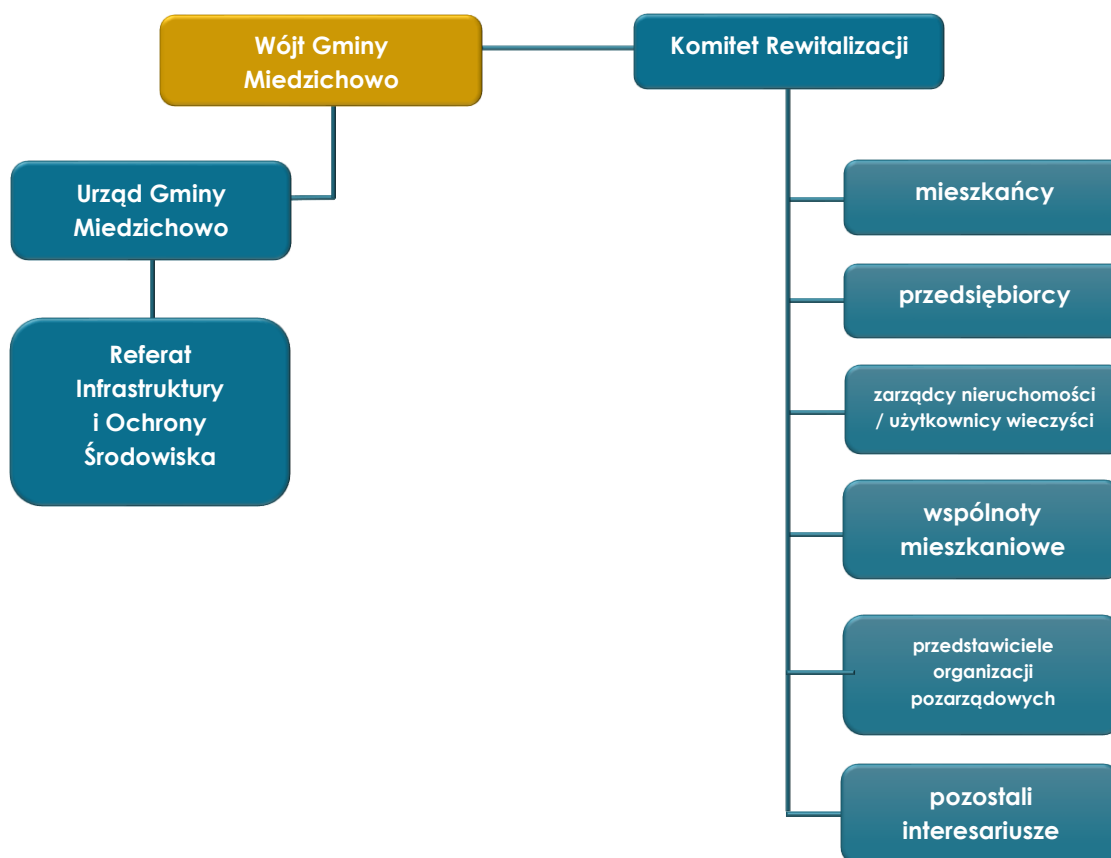 Wójt Gminy
Miedzichowo
Komitet Rewitalizacji
Urząd Gminy
Miedzichowo
Referat
Infrastruktury
i Ochrony
Środowiska
mieszkańcy
przedsiębiorcy
zarządcy nieruchomości
/ użytkownicy wieczyści
wspólnoty
mieszkaniowe
przedstawiciele
organizacji
pozarządowych
pozostali
interesariusze